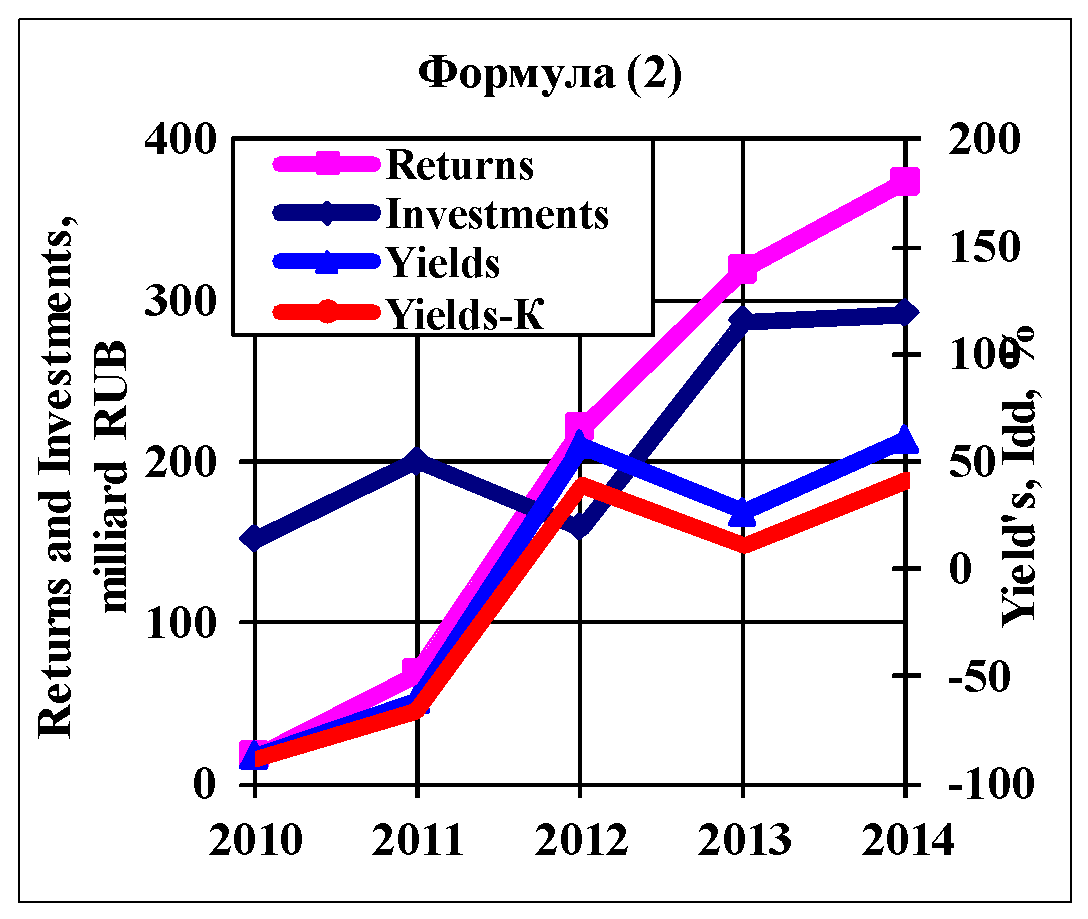 Формула (2)
400
300
200
100
0
200
150
100
50
0
-50
-100
Returns
Investments
Yields
Yields-К
Returns and Investments,
milliard RUB
Yield's, Idd, %
2010 2011 2012 2013 2014